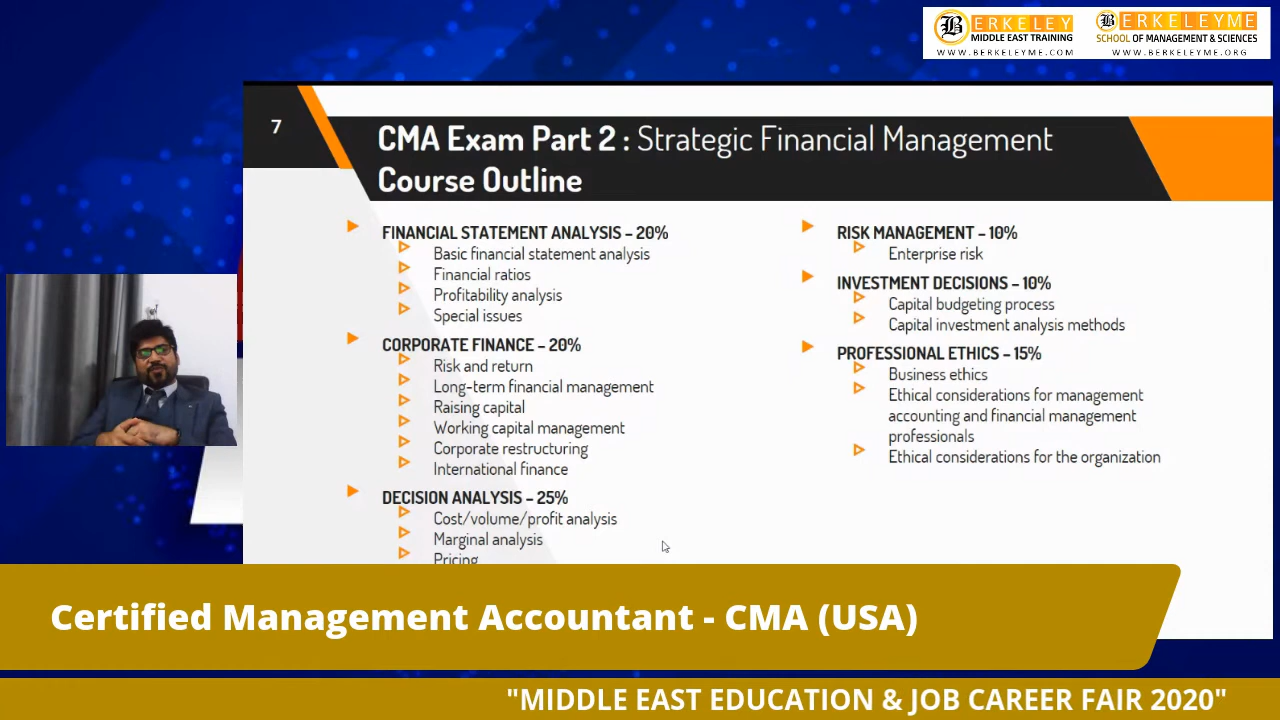 BERKELEY
MIDDLE EAST TRAINING
WWW.BERKELEYME.COM
BERKELEYME
SCHOOL OF MANAGEMENT & SCIENCES
WWW.BERKELEYME.ORG
7
CMA Exam Part 2 : Strategic Financial Management
Course Outline
FINANCIAL STATEMENT ANALYSIS – 20%
Basic financial statement analysis
Financial ratios
Profitability analysis
Special issues
CORPORATE FINANCE – 20%
Risk and return
Long-term financial management
Raising capital
Working capital management
Corporate restructuring
International finance
DECISION ANALYSIS – 25%
Cost/volume/profit analysis
Marginal analysis
Pricing
RISK MANAGEMENT – 10%
Enterprise risk
INVESTMENT DECISIONS – 10%
Capital budgeting process
Capital investment analysis methods
PROFESSIONAL ETHICS – 15%
Business ethics
Ethical considerations for management
accounting and financial management
professionals
Ethical considerations for the organization
Certified Management Accountant - CMA (USA)
"MIDDLE EAST EDUCATION & JOB CAREER FAIR 2020"